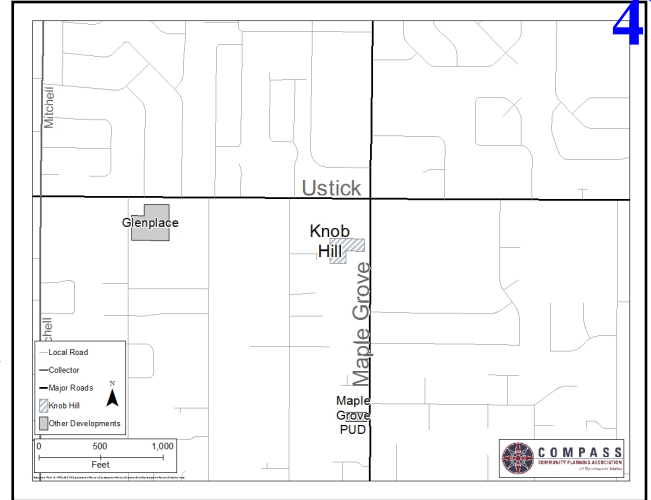 4
Mitchell
Ustick
Glenplace
Knob
Hill
Maple Grove
chell
Local Road
Collector
Major Roads
N
Knob Hill
Other Developments
0 500 1,000
Feet
Maple
Grove
PUD
COMPASS
COMMUNITY PLANNING ASSOCIATION
of Southwest Idaho